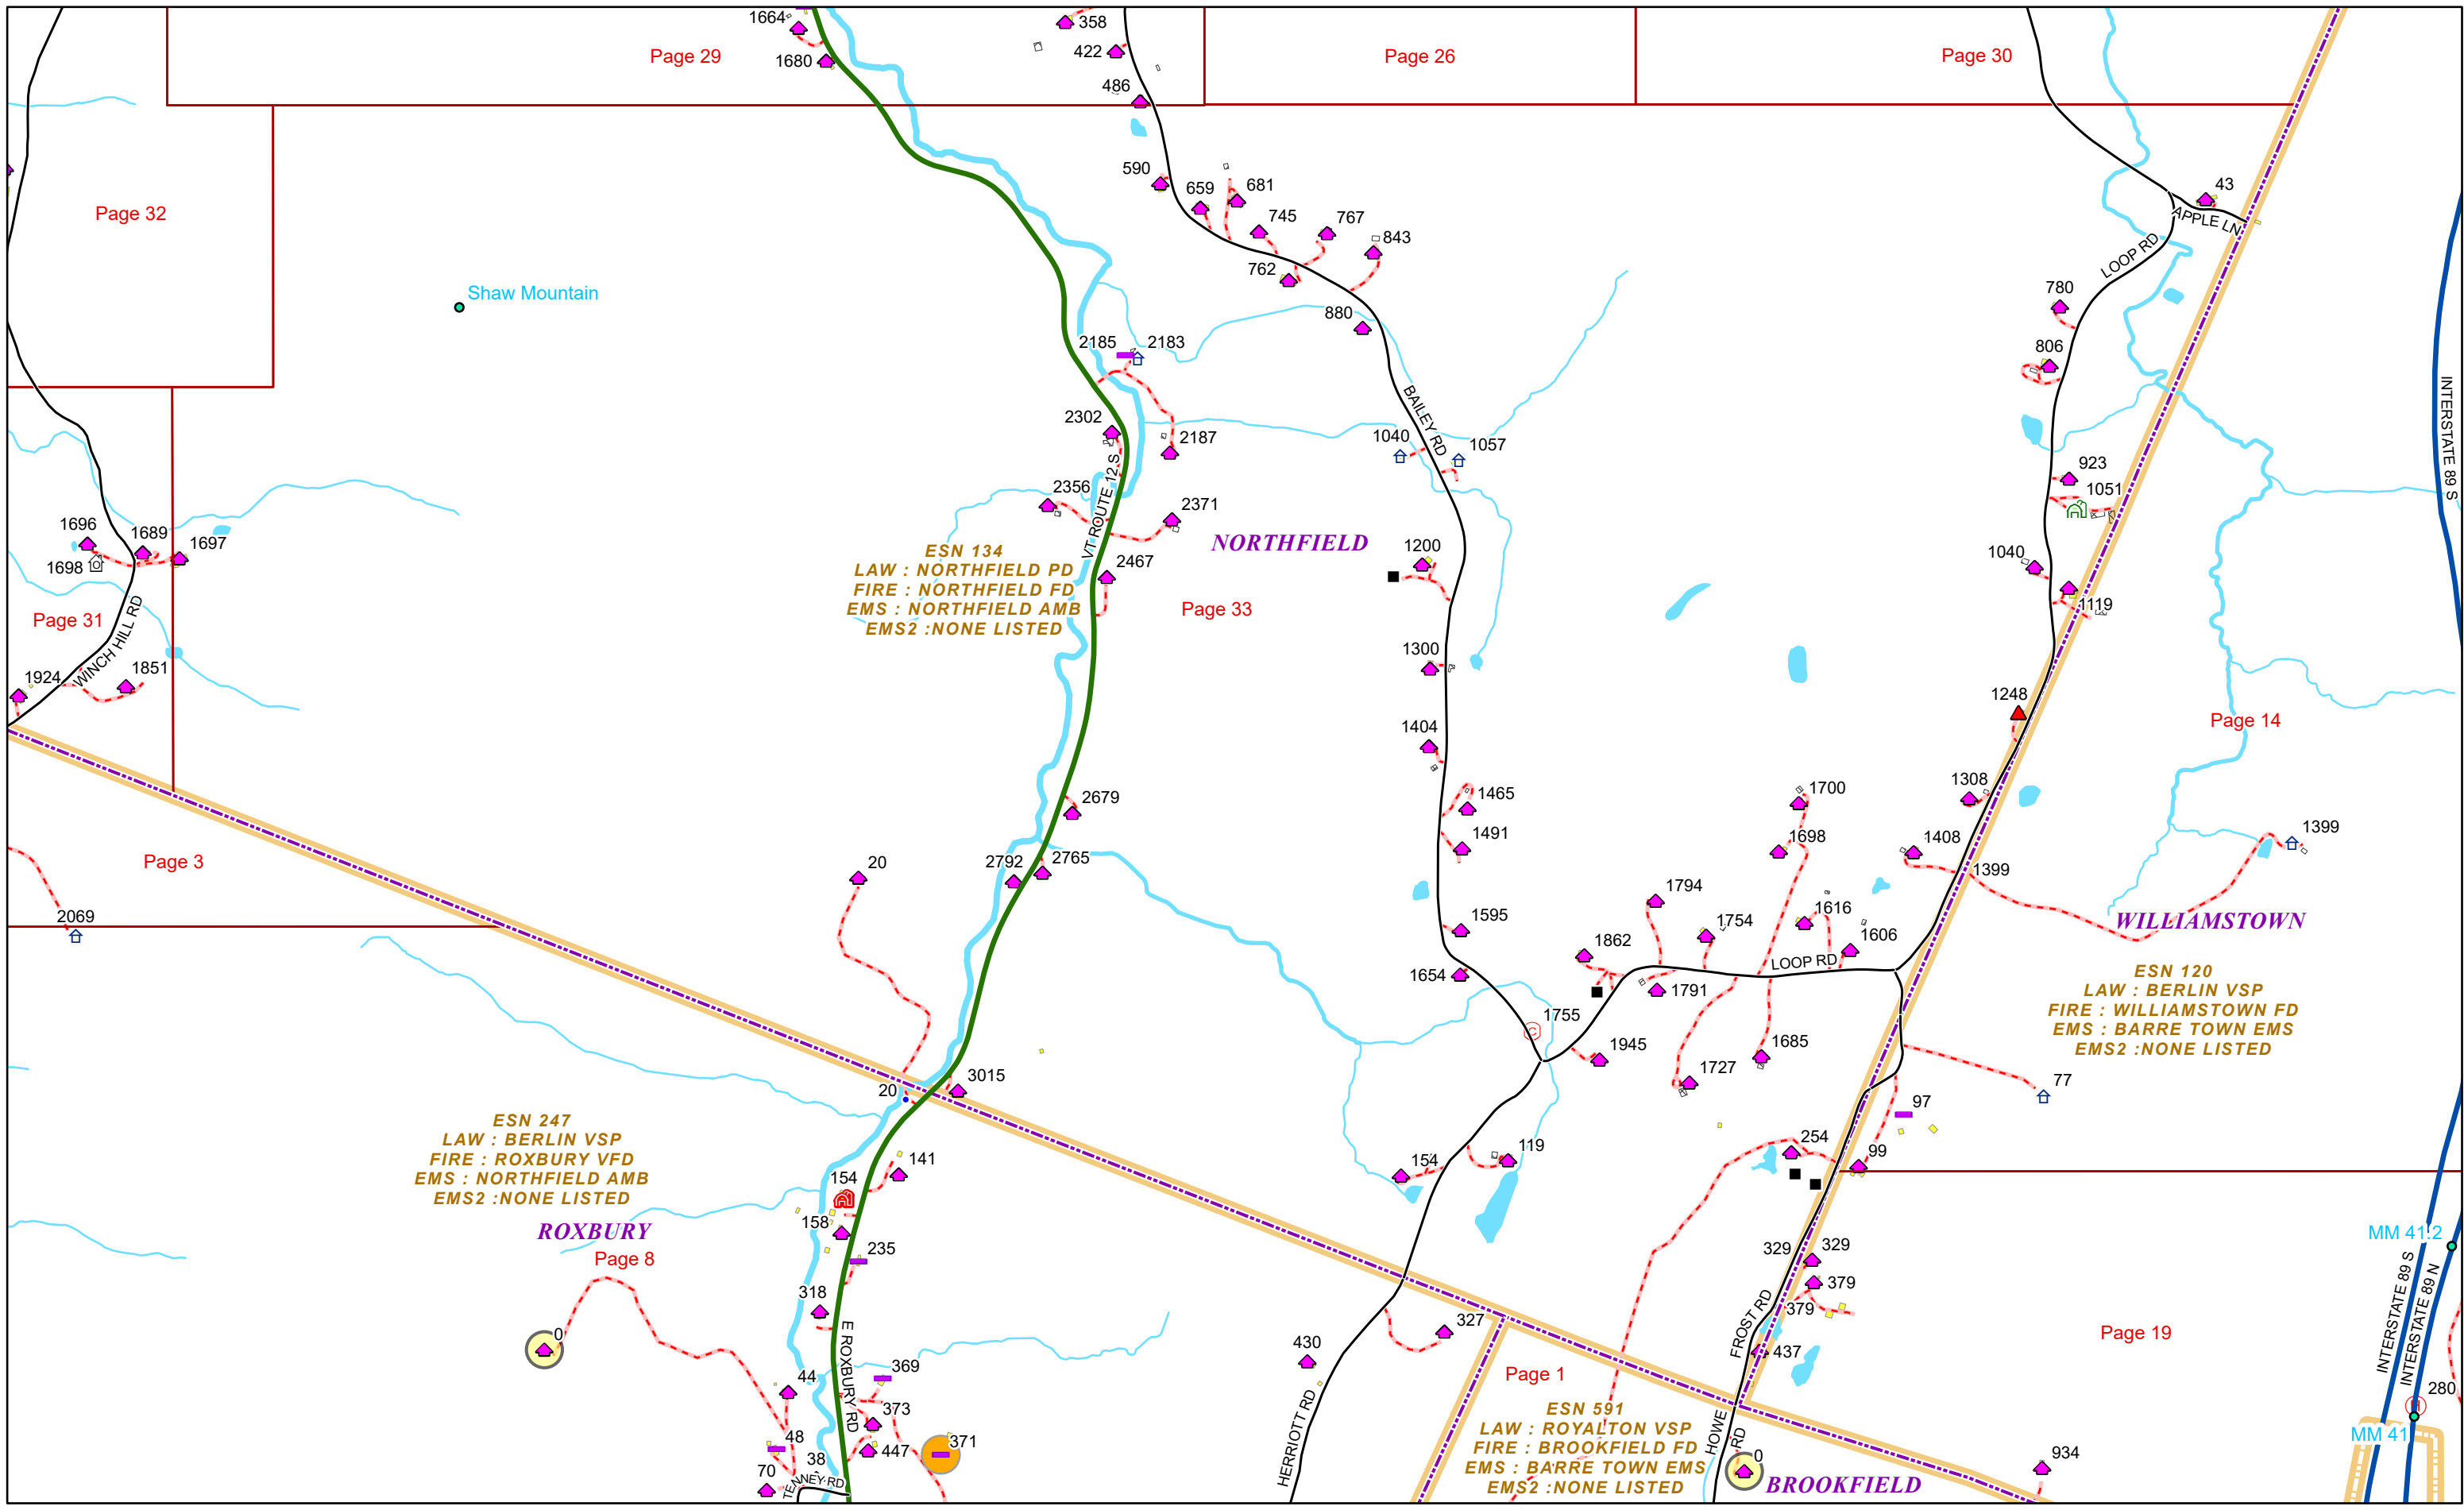 1664
358
Page 29
422
Page 26
Page 30
1680
486
590
659
681
43
Page 32
745
767
843
APPLE LN
762
LOOP RD
Shaw Mountain
780
880
2185
2183
806
INTERSTATE 89 S
BAILEY RD
2302
2187
1040
1057
VT ROUTE 12 S
923
2356
1051
2371
1696
1689
1697
NORTHFIELD
1200
1040
1698
ESN 134
LAW : NORTHFIELD PD
FIRE : NORTHFIELD FD
EMS : NORTHFIELD AMB
EMS2 :NONE LISTED
2467
1119
Page 31
Page 33
WINCH HILL RD
1300
1924
1851
1248
Page 14
1404
1308
1700
2679
1465
1399
1491
1698
1408
Page 3
20
2792
2765
1399
1794
2069
1595
1754
1616
WILLIAMSTOWN
1862
1606
1654
LOOP RD
1791
ESN 120
LAW : BERLIN VSP
FIRE : WILLIAMSTOWN FD
EMS : BARRE TOWN EMS
EMS2 :NONE LISTED
1755
1945
1685
1727
3015
20
77
97
ESN 247
LAW : BERLIN VSP
FIRE : ROXBURY VFD
EMS : NORTHFIELD AMB
EMS2 :NONE LISTED
254
141
154
119
99
154
158
ROXBURY
MM 41.2
Page 8
235
329
329
379
318
379
INTERSTATE 89 S
INTERSTATE 89 N
FROST RD
0
327
Page 19
430
E ROXBURY RD
437
369
Page 1
44
280
HERRIOTT RD
373
ESN 591
LAW : ROYALTON VSP
FIRE : BROOKFIELD FD
EMS : BARRE TOWN EMS
EMS2 :NONE LISTED
HOWE RD
MM 41
48
447
371
38
0
70
934
BROOKFIELD